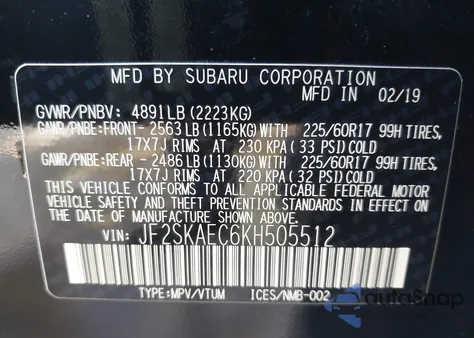 MFD BY SUBARU CORPORATION
MFD. IN 02/19
GVWR/PNBV: 4891LB (2223KG)
GAWR/PNBE:FRONT- 2563 LB(1165KG)WITH 225/60R17 99H TIRES,
17X7J RIMS AT 230 KPA(33 PSI)COLD
GAWR/PNBE:REAR - 2486 LB(1130KG)WITH 225/60R17 99H TIRES,
17X7J RIMS AT 220 KPA(32 PSI)COLD
THIS VEHICLE CONFORMS TO ALL APPLICABLE FEDERAL MOTOR
VEHICLE SAFETY AND THEFT PREVENTION STANDARDS IN EFFECT
ON THE DATE OF MANUFACTURE SHOWN ABOVE.
VIN: JF2SKAEC6KH505512
TYPE:MPV/VTUM ICES/NMB-002
autoSnap